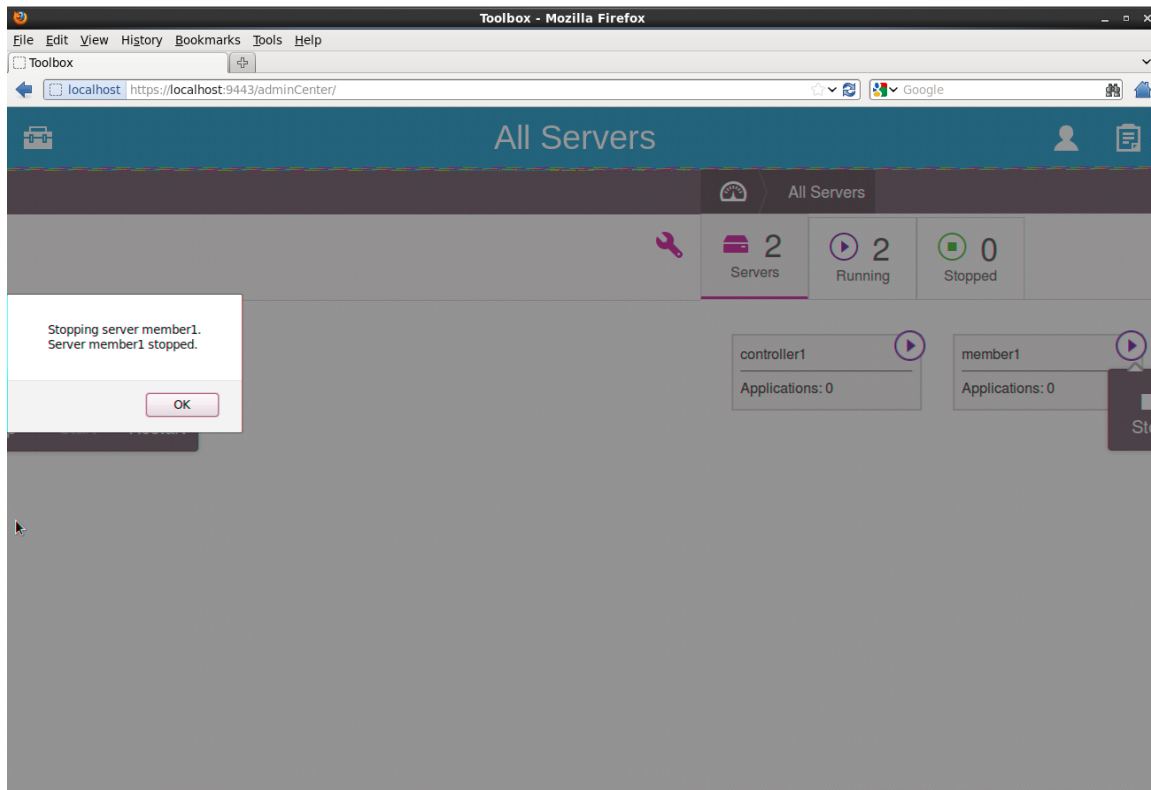 Toolbox - Mozilla Firefox
File Edit View History Bookmarks Tools Help
Toolbox
localhost https://localhost:9443/adminCenter/ Google
All Servers
All Servers
2 2 0
Servers Running Stopped
Stopping server member1.
Server member1 stopped.
OK
controller1 member1
Applications: 0 Applications: 0